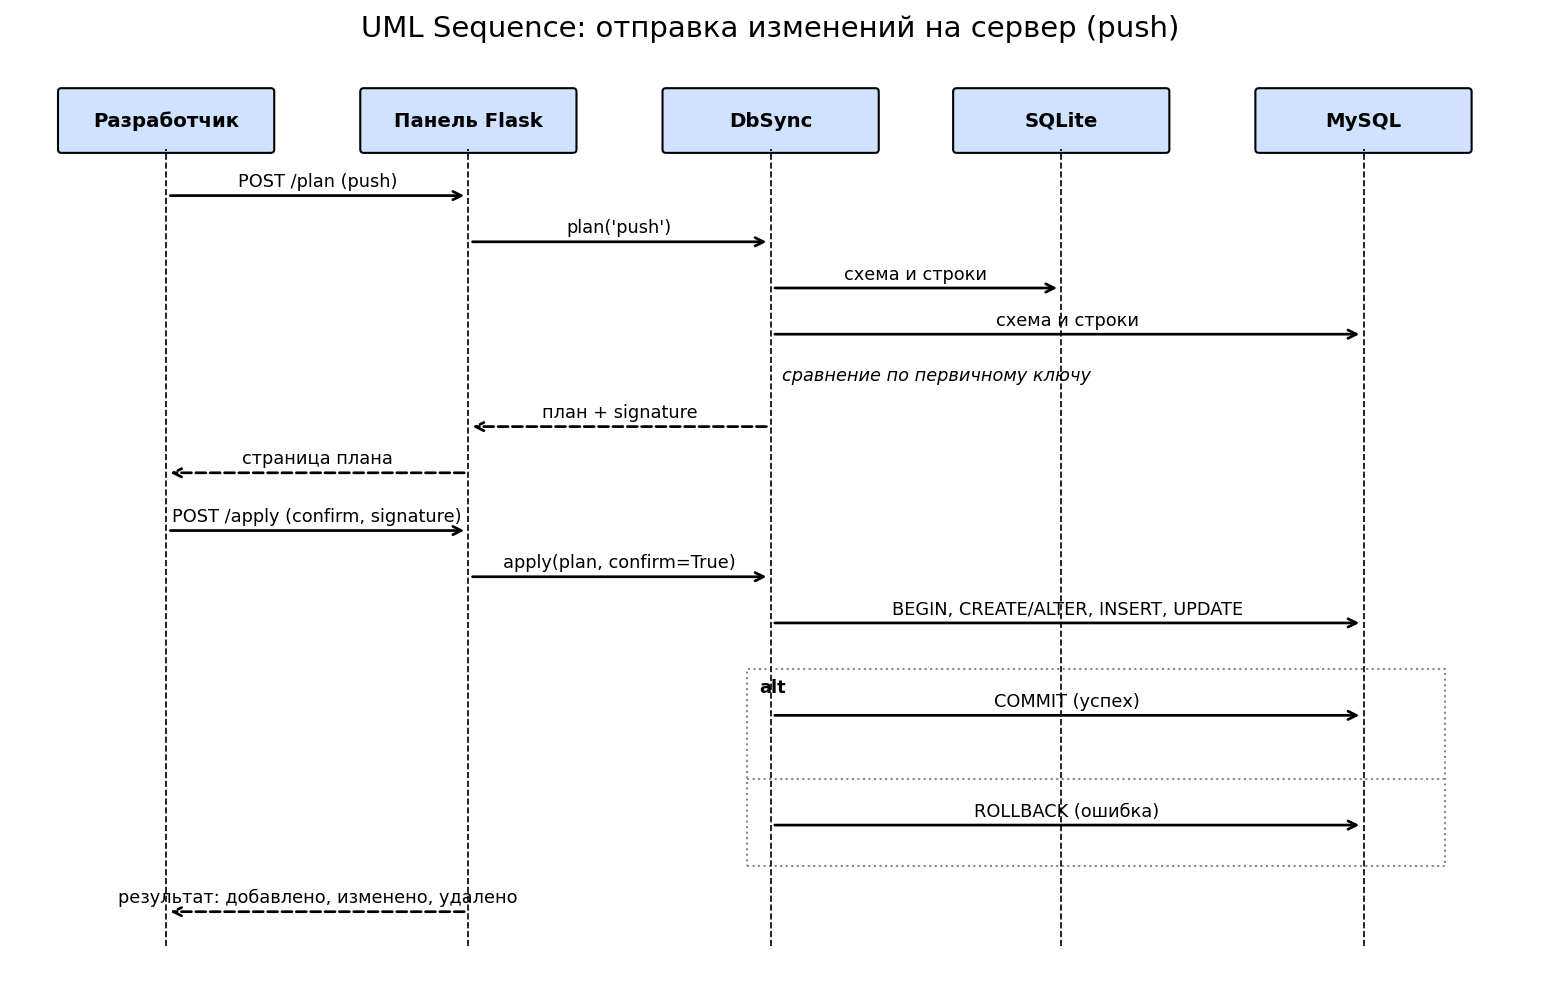 UML Sequence: отправка изменений на сервер (push)
Разработчик
Панель Flask
DbSync
SQLite
MySQL
POST /plan (push)
plan('push')
схема и строки
схема и строки
сравнение по первичному ключу
план + signature
страница плана
POST /apply (confirm, signature)
apply(plan, confirm=True)
BEGIN, CREATE/ALTER, INSERT, UPDATE
alt
COMMIT (успех)
ROLLBACK (ошибка)
результат: добавлено, изменено, удалено